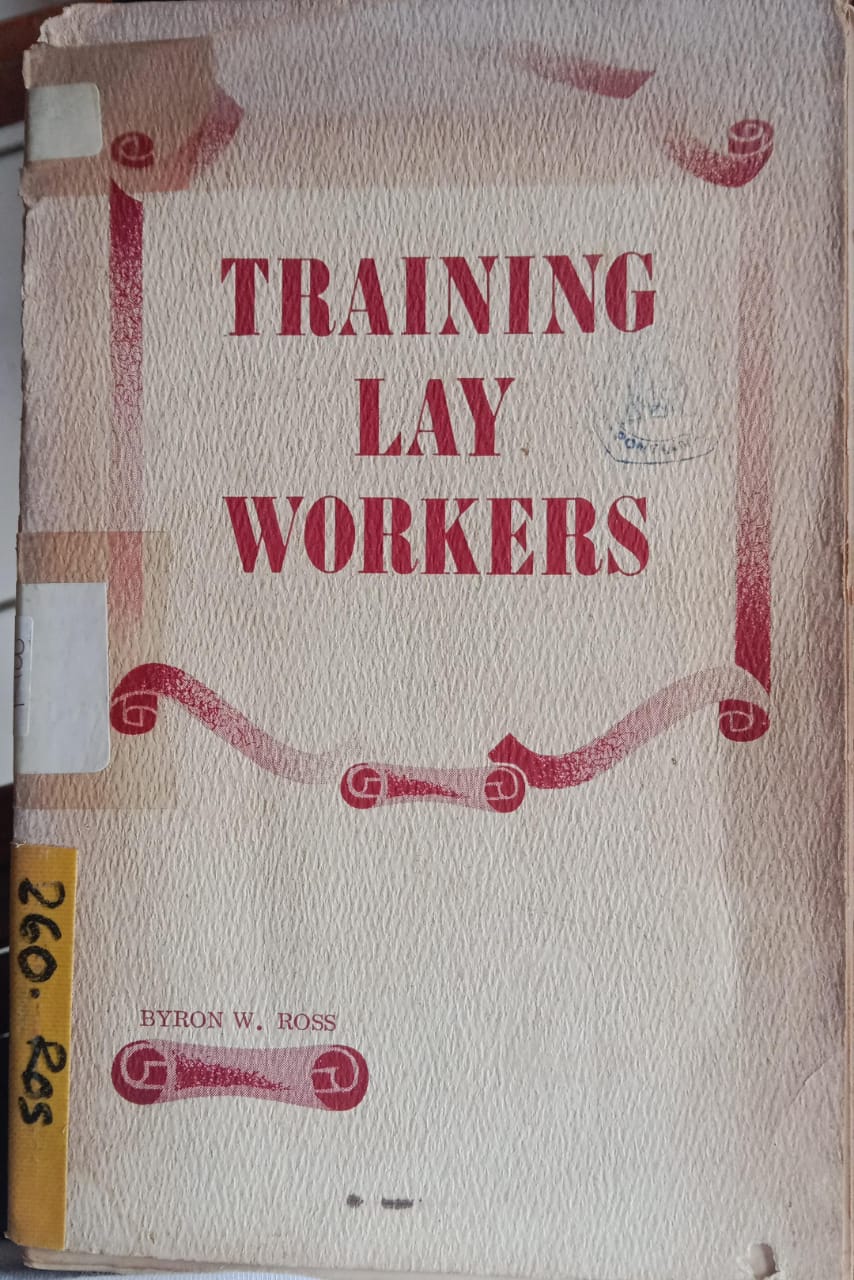 TRAINING
LAY
WORKERS
BYRON W. ROSS
260. Ros